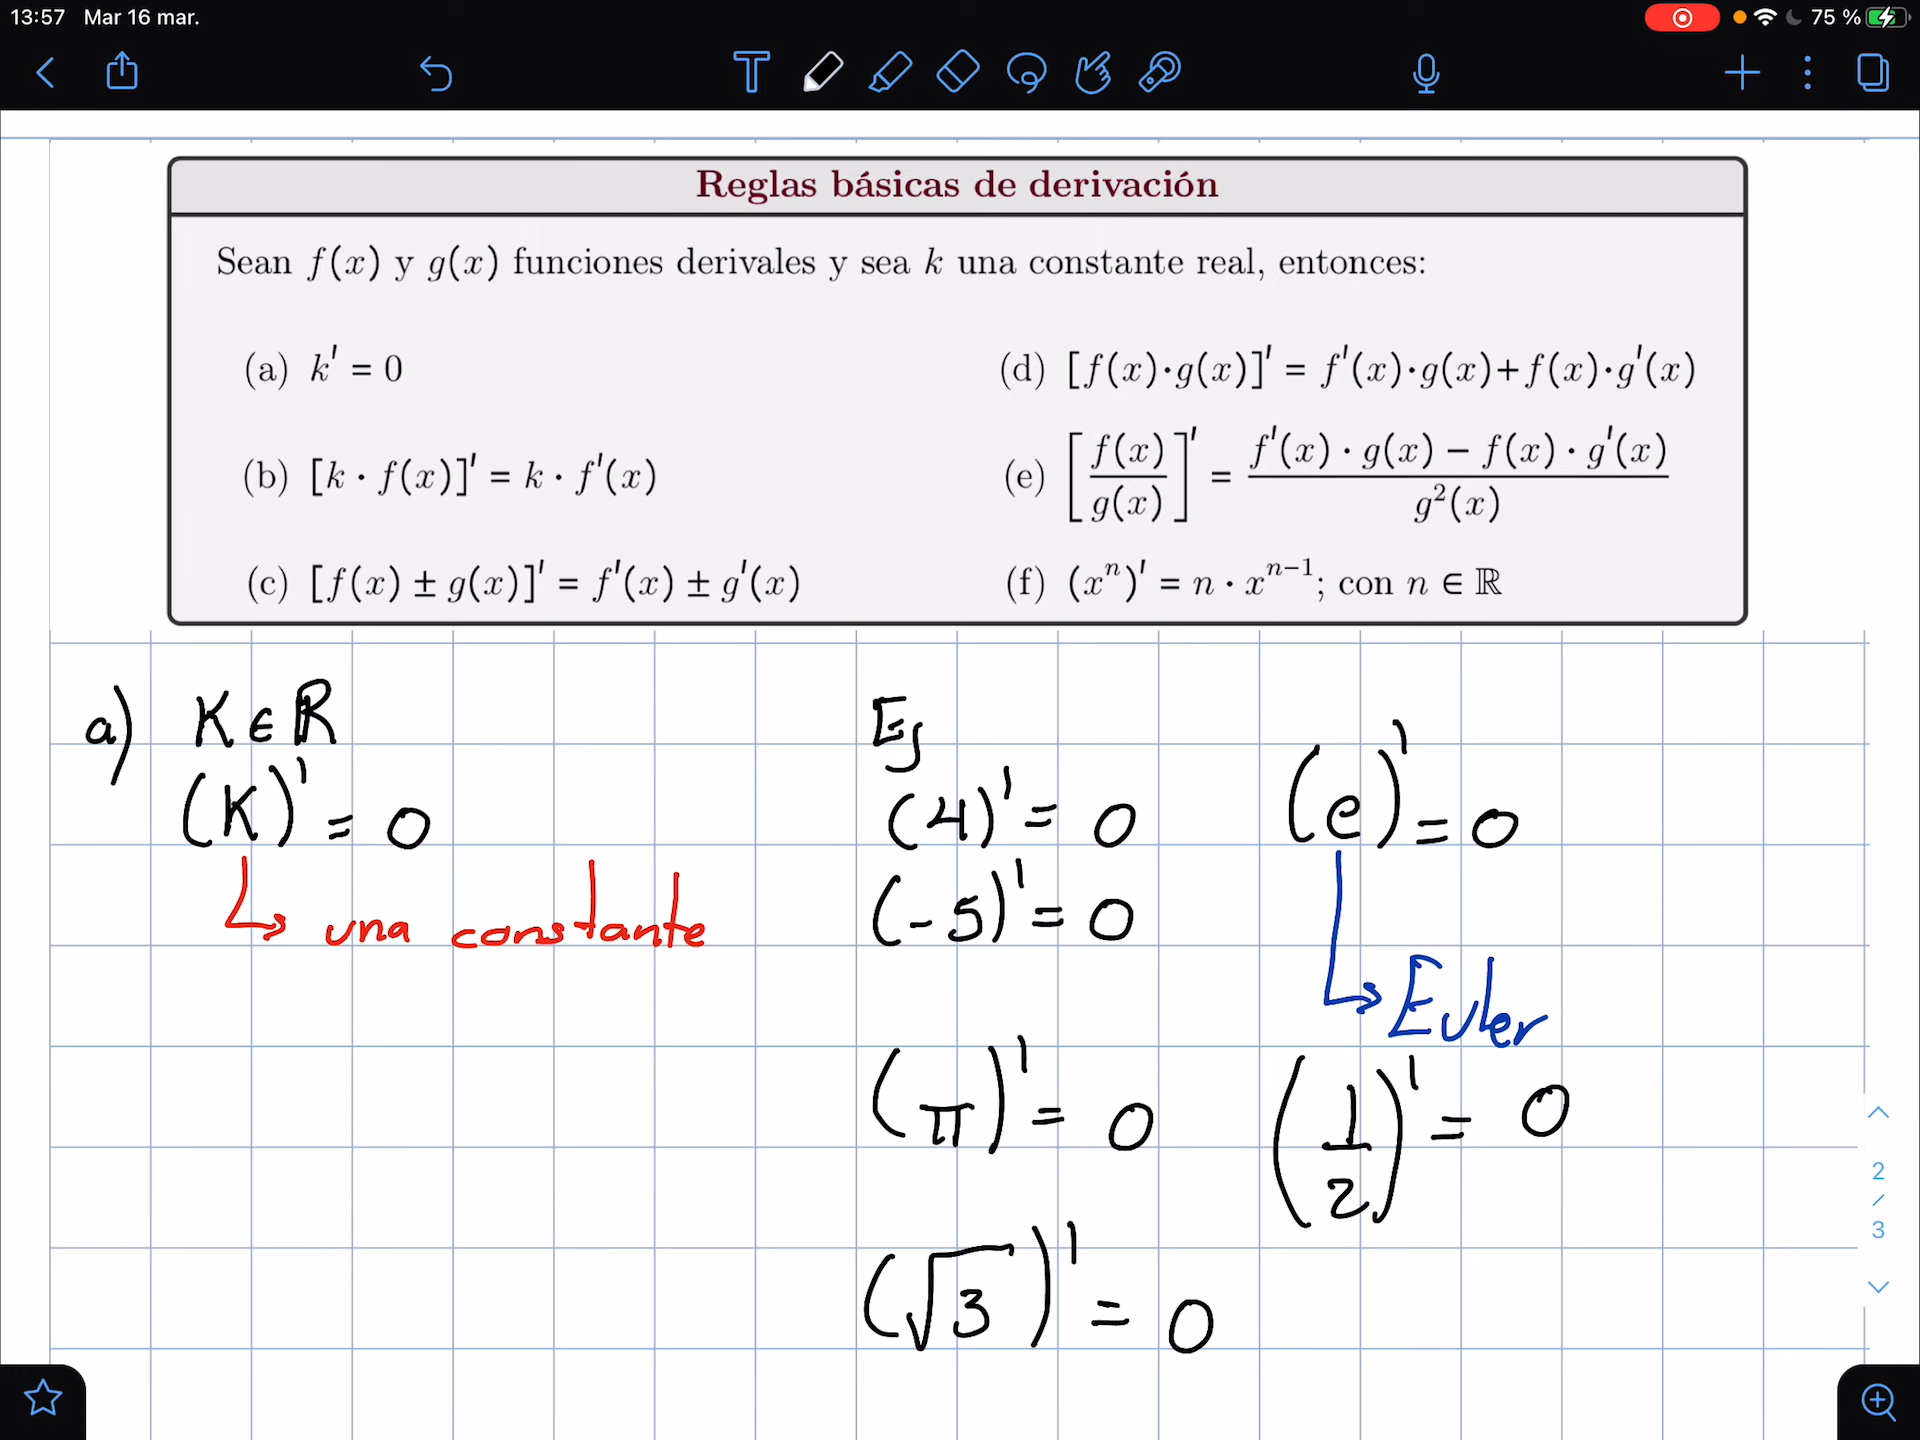 13:57 Mar 16 mar. 75 %
T
Reglas básicas de derivación
Sean f(x) y g(x) funciones derivales y sea k una constante real, entonces:
(a) k' = 0
(b) [k · f(x)]' = k · f'(x)
(c) [f(x) ± g(x)]' = f'(x) ± g'(x)
(d) [f(x)·g(x)]' = f'(x)·g(x)+f(x)·g'(x)
(e) [f(x)/g(x)]' = (f'(x) · g(x) − f(x) · g'(x))/g²(x)
(f) (xⁿ)' = n · xⁿ⁻¹; con n ∈ ℝ
a) K ∈ ℝ
(K)' = 0
↳ una constante
Ej
(4)' = 0
(-5)' = 0
(π)' = 0
(√3)' = 0
(e)' = 0
↳ Euler
(1/2)' = 0
2
/
3